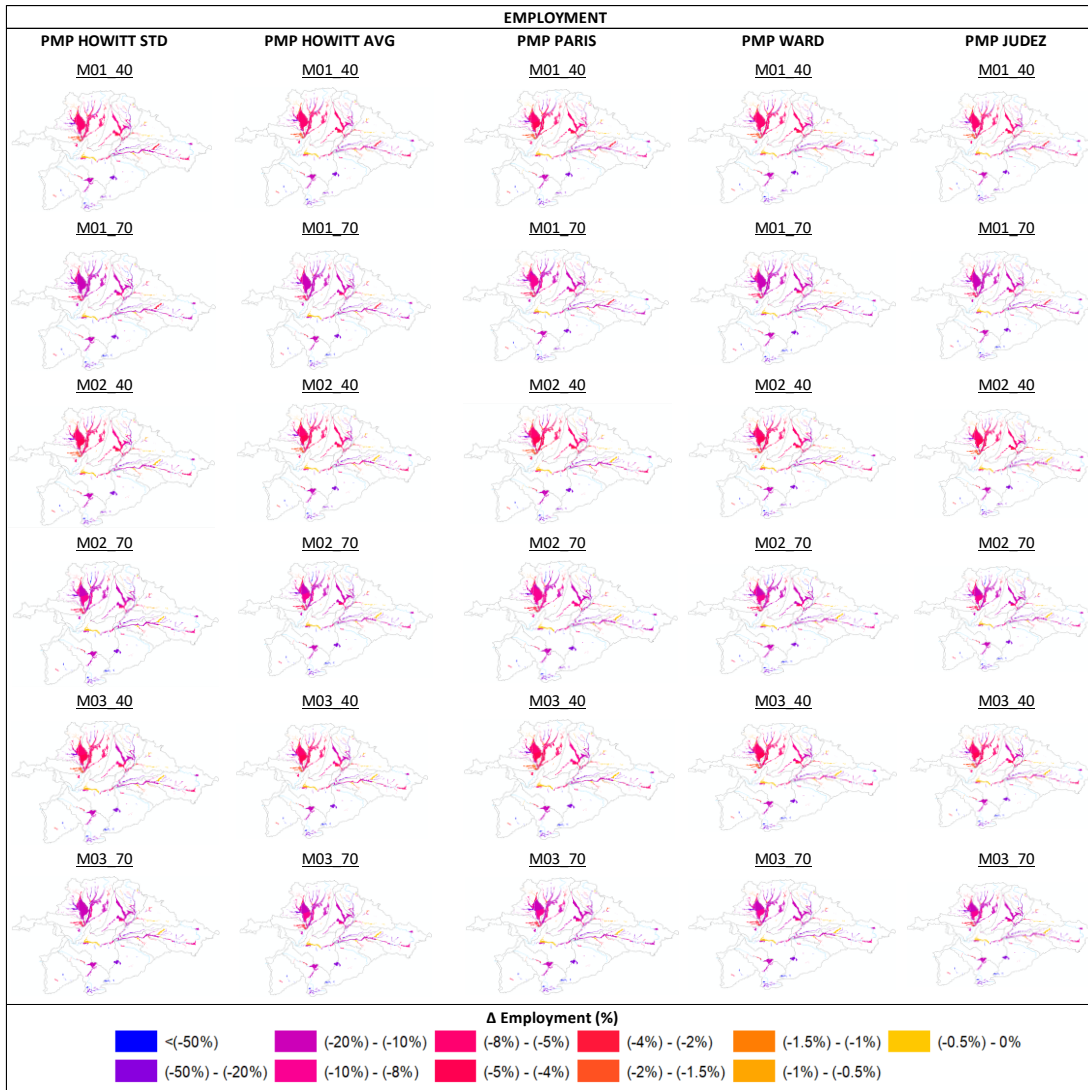 EMPLOYMENT
PMP HOWITT STD PMP HOWITT AVG PMP PARIS PMP WARD PMP JUDEZ
M01_40 M01_40 M01_40 M01_40 M01_40
M01_70 M01_70 M01_70 M01_70 M01_70
M02_40 M02_40 M02_40 M02_40 M02_40
M02_70 M02_70 M02_70 M02_70 M02_70
M03_40 M03_40 M03_40 M03_40 M03_40
M03_70 M03_70 M03_70 M03_70 M03_70
Δ Employment (%)
<(-50%) (-20%) - (-10%) (-8%) - (-5%) (-4%) - (-2%) (-1.5%) - (-1%) (-0.5%) - 0%
(-50%) - (-20%) (-10%) - (-8%) (-5%) - (-4%) (-2%) - (-1.5%) (-1%) - (-0.5%)